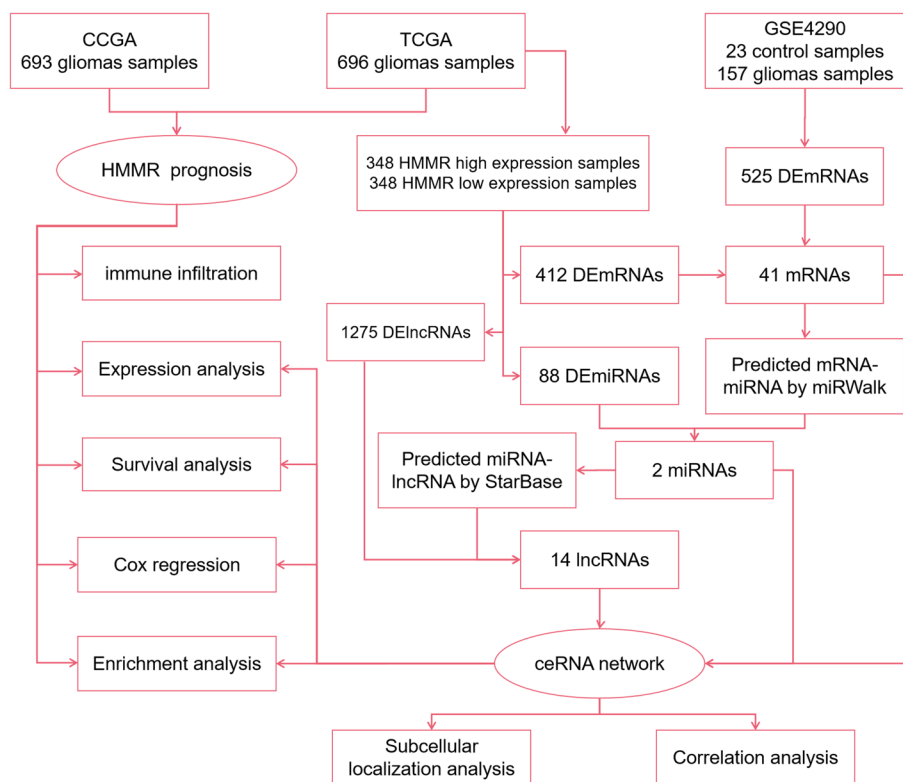 CCGA
693 gliomas samples
TCGA
696 gliomas samples
GSE4290
23 control samples
157 gliomas samples
HMMR prognosis
348 HMMR high expression samples
348 HMMR low expression samples
525 DEmRNAs
immune infiltration
412 DEmRNAs
41 mRNAs
1275 DElncRNAs
Expression analysis
88 DEmiRNAs
Predicted mRNA-
miRNA by miRWalk
Survival analysis
Predicted miRNA-
lncRNA by StarBase
2 miRNAs
Cox regression
14 lncRNAs
Enrichment analysis
ceRNA network
Subcellular
localization analysis
Correlation analysis